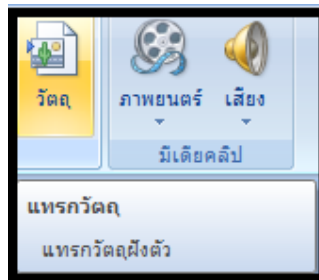 วัตถุ
ภาพยนตร์ เสียง
มีเดียคลิป
แทรกวัตถุ
แทรกวัตถุฝังตัว